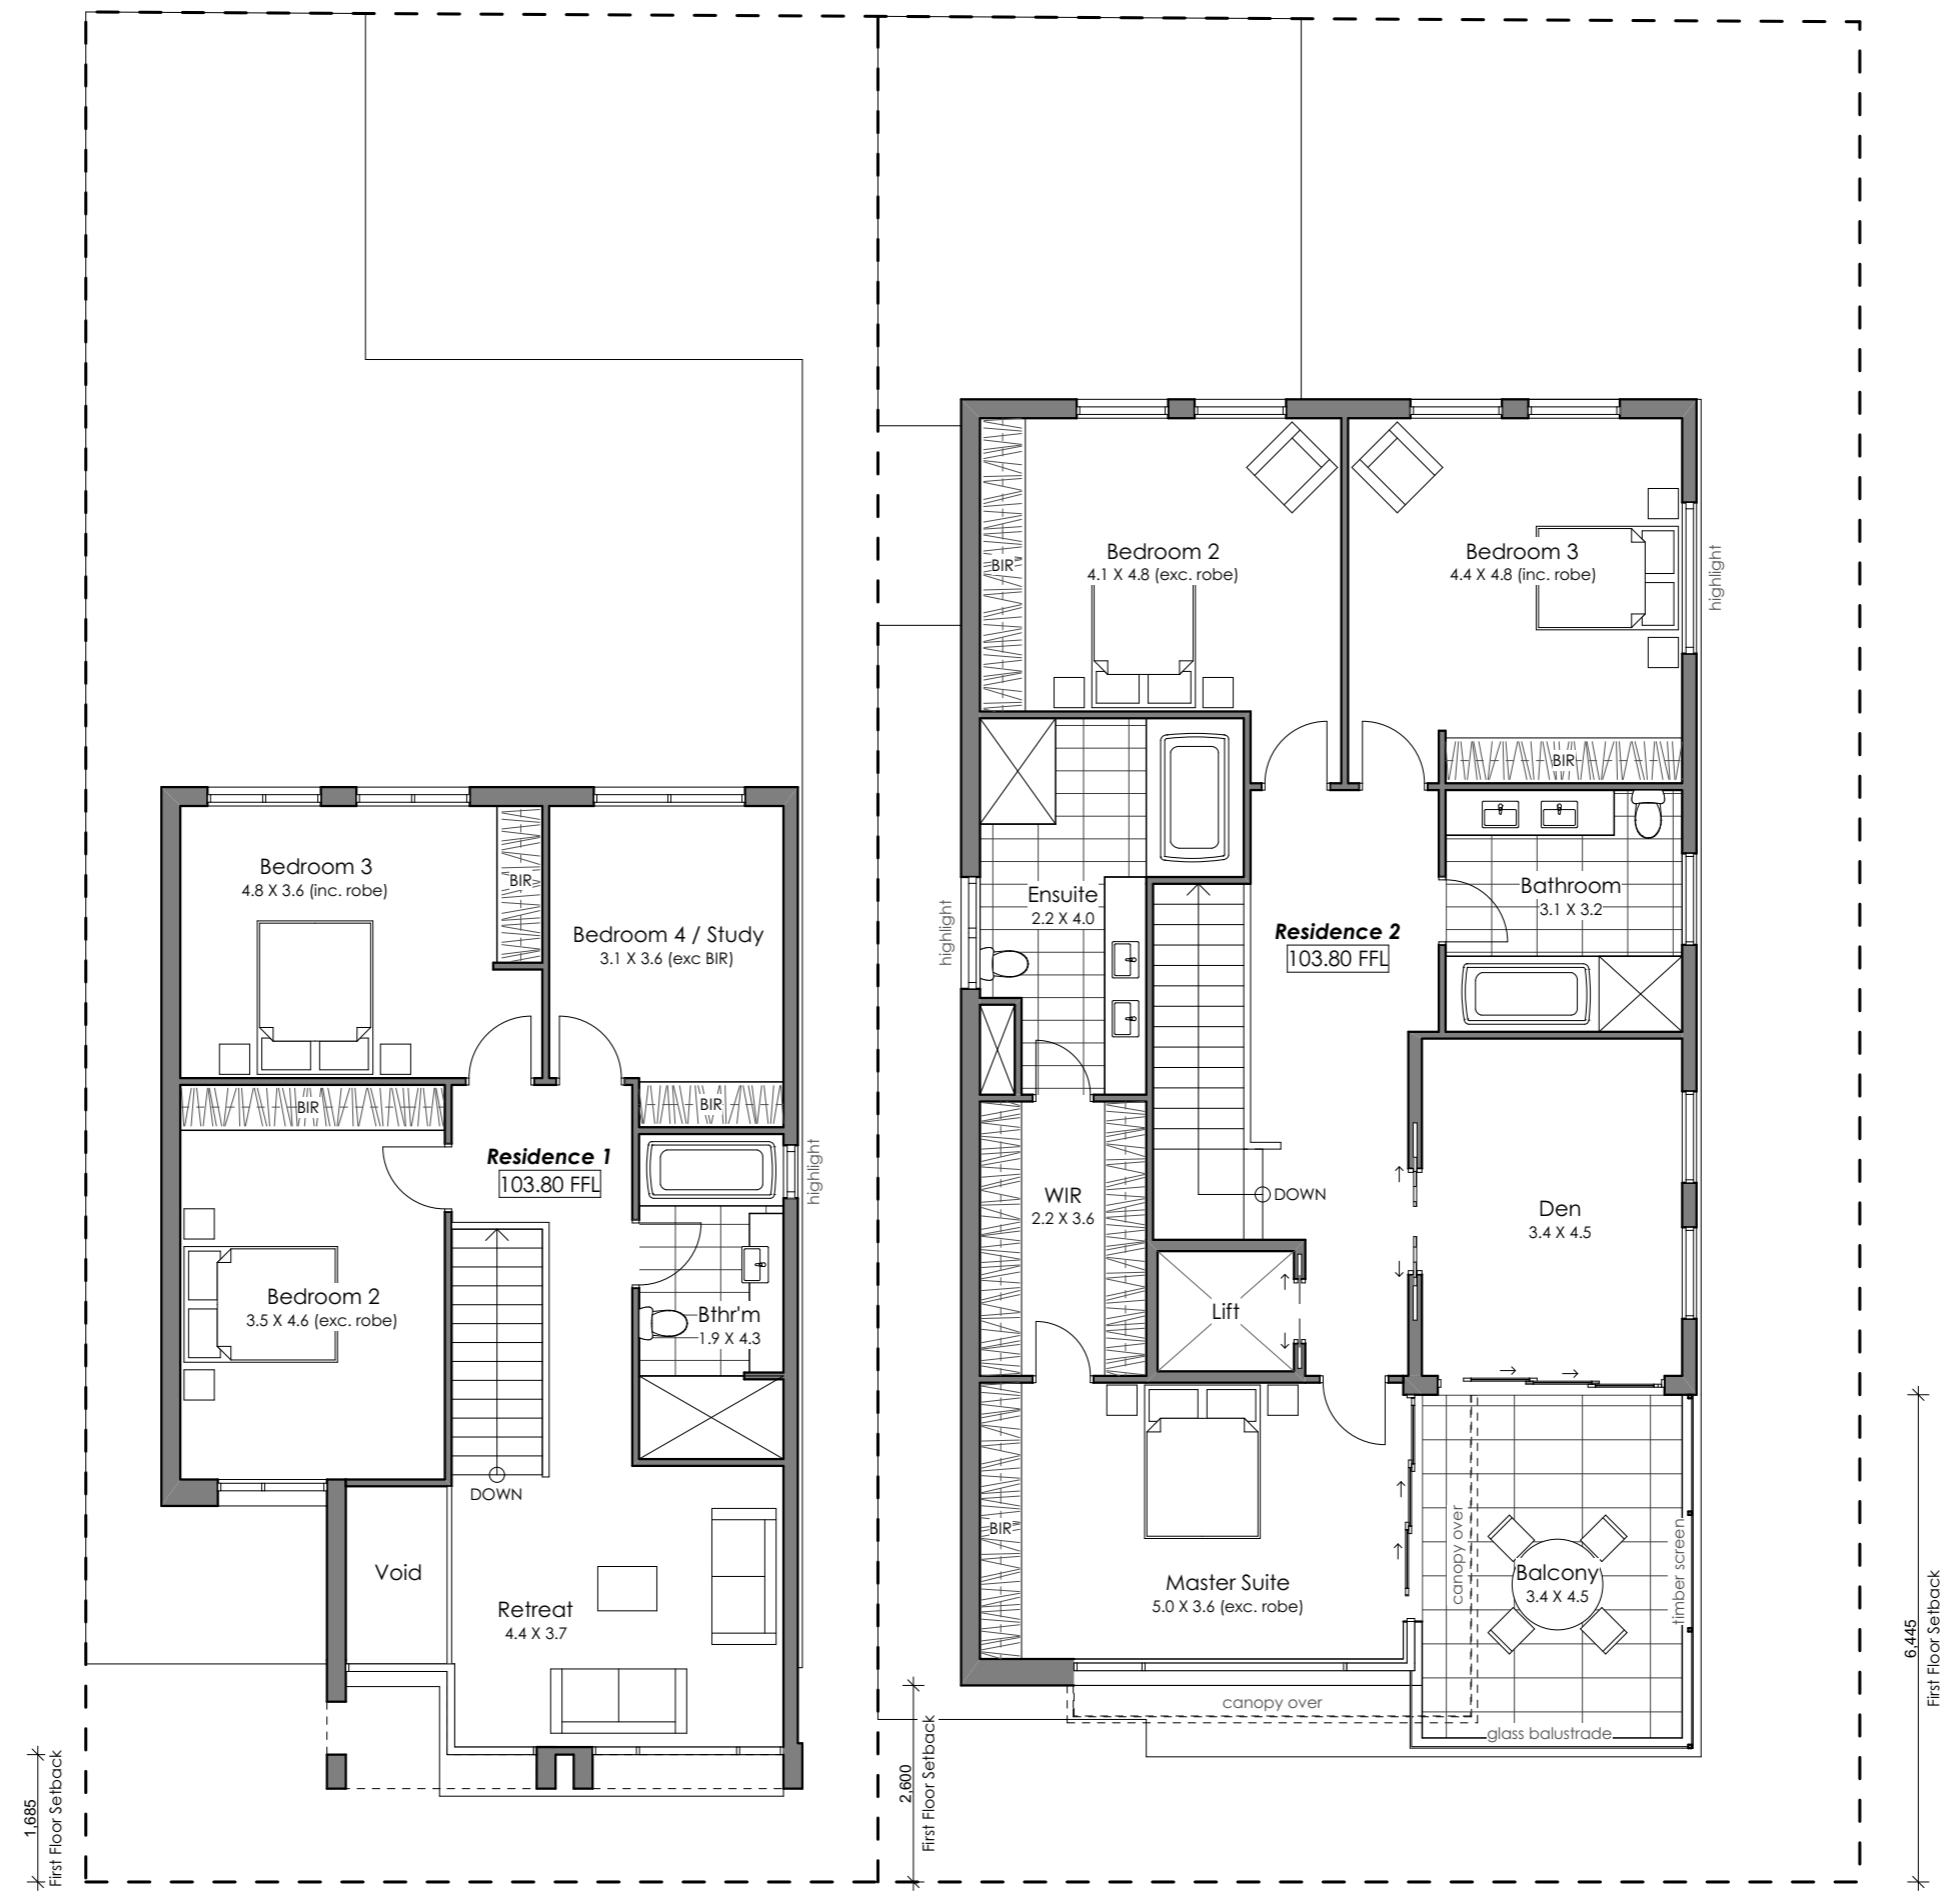 Bedroom 3
4.8 X 3.6 (inc. robe)
BIR
Bedroom 4 / Study
3.1 X 3.6 (exc BIR)
BIR
BIR
Residence 1
103.80 FFL
highlight
Bedroom 2
3.5 X 4.6 (exc. robe)
Bthr'm
1.9 X 4.3
DOWN
Void
Retreat
4.4 X 3.7
1,685
First Floor Setback
Bedroom 2
4.1 X 4.8 (exc. robe)
BIR
Bedroom 3
4.4 X 4.8 (inc. robe)
highlight
BIR
Ensuite
2.2 X 4.0
highlight
Residence 2
103.80 FFL
Bathroom
3.1 X 3.2
WIR
2.2 X 3.6
DOWN
Den
3.4 X 4.5
Lift
BIR
Master Suite
5.0 X 3.6 (exc. robe)
canopy over
Balcony
3.4 X 4.5
timber screen
canopy over
glass balustrade
2,600
First Floor Setback
6,445
First Floor Setback